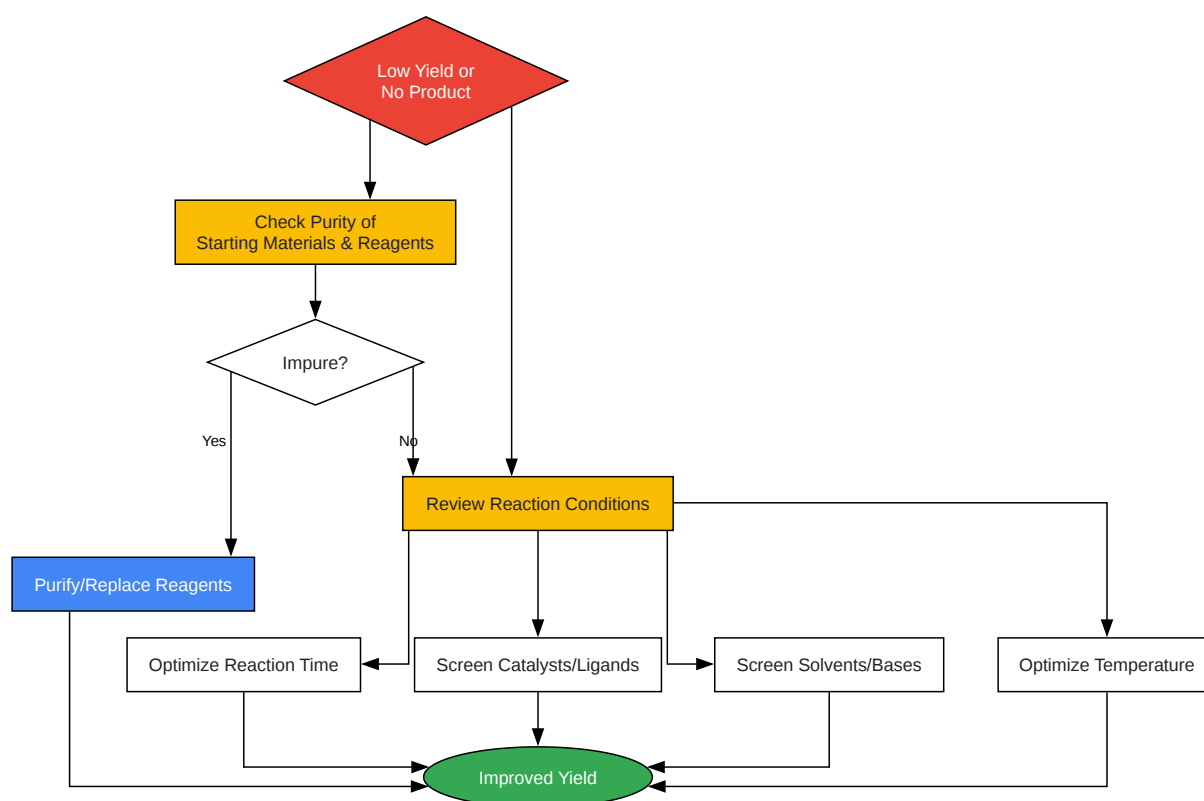 Low Yield or
No Product
Check Purity of
Starting Materials & Reagents
Impure?
Yes
No
Review Reaction Conditions
Purify/Replace Reagents
Optimize Reaction Time
Screen Catalysts/Ligands
Screen Solvents/Bases
Optimize Temperature
Improved Yield